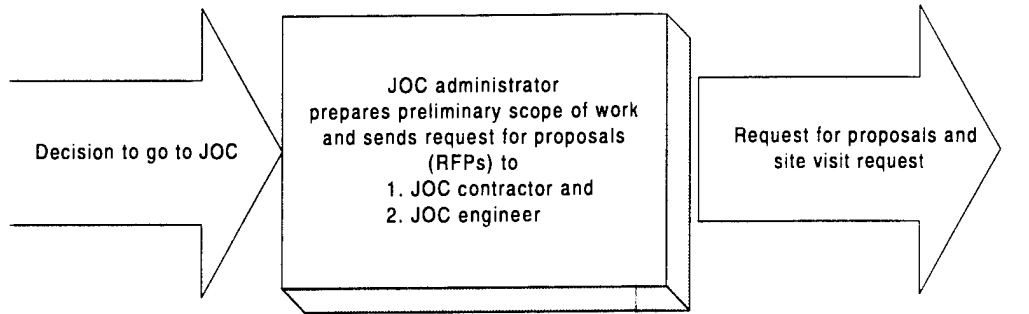 Decision to go to JOC
JOC administrator
prepares preliminary scope of work
and sends request for proposals
(RFPs) to
1. JOC contractor and
2. JOC engineer
Request for proposals and
site visit request